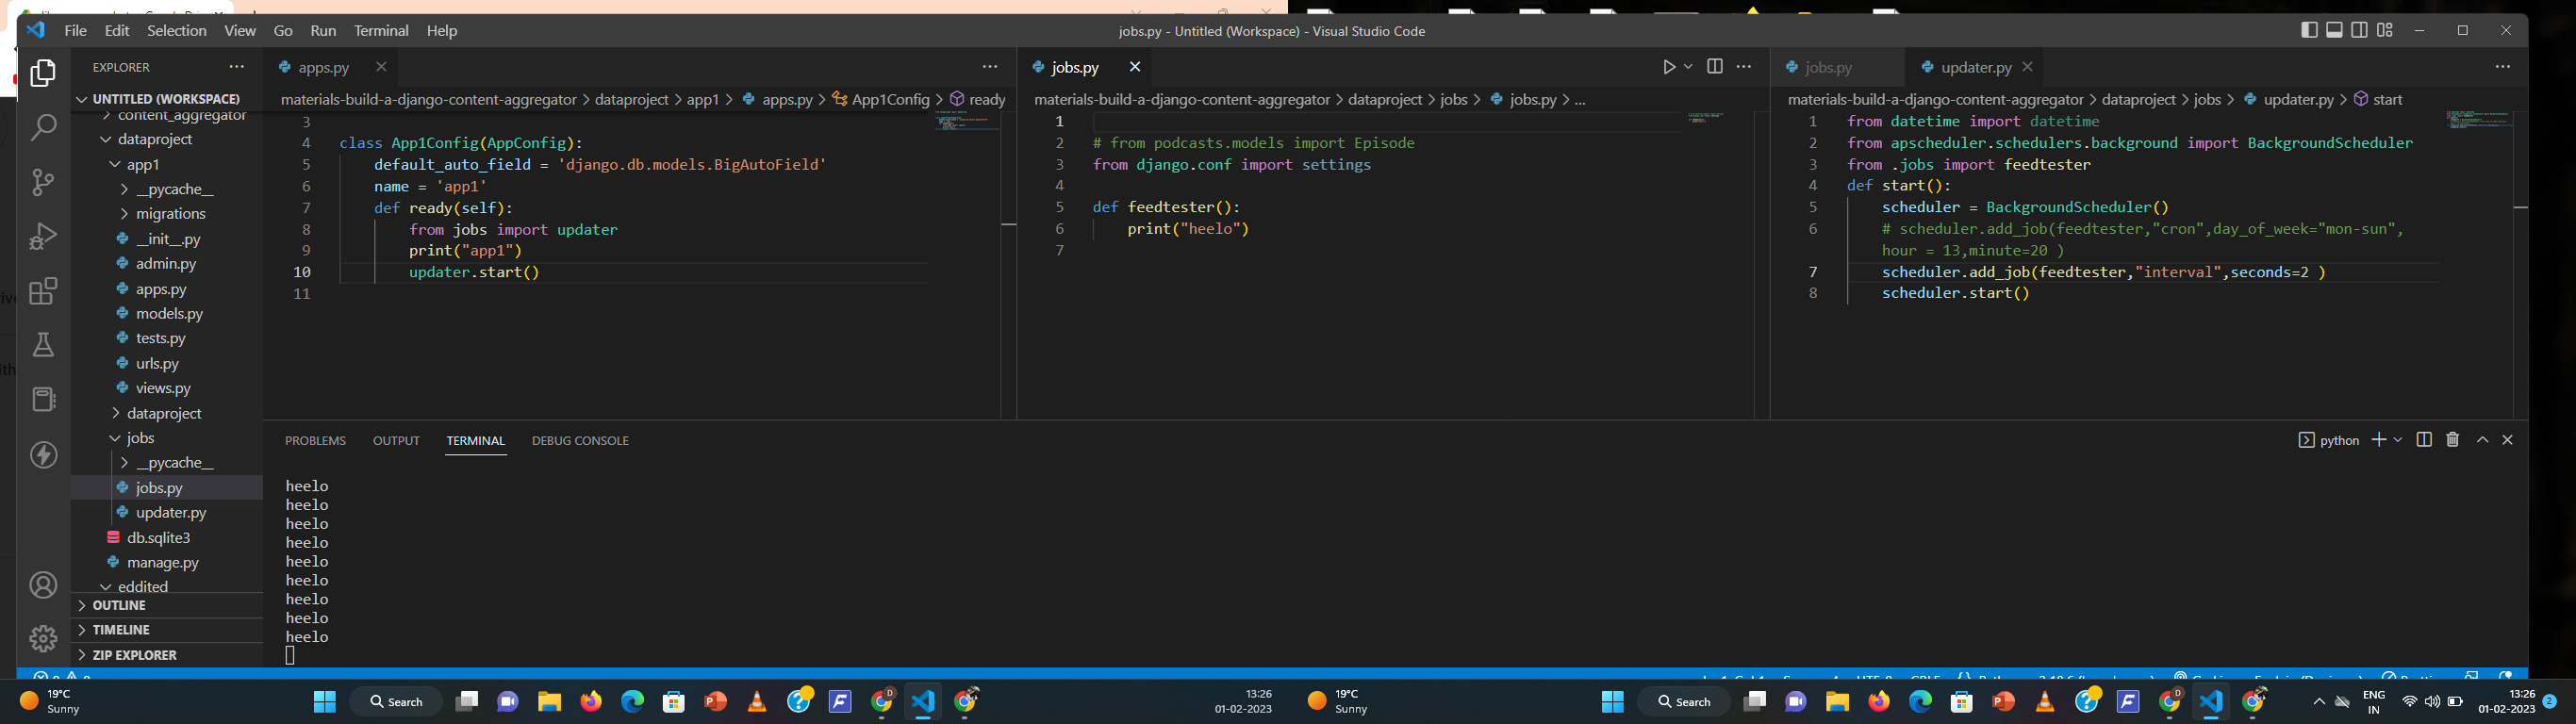 jobs.py - Untitled (Workspace) - Visual Studio Code
File Edit Selection View Go Run Terminal Help
EXPLORER
UNTITLED (WORKSPACE)
content_aggregator
dataproject
app1
__pycache__
migrations
__init__.py
admin.py
apps.py
models.py
tests.py
urls.py
views.py
dataproject
jobs
__pycache__
jobs.py
updater.py
db.sqlite3
manage.py
eddited
OUTLINE
TIMELINE
ZIP EXPLORER
apps.py
materials-build-a-django-content-aggregator > dataproject > app1 > apps.py > App1Config > ready
3
4 class App1Config(AppConfig):
5 default_auto_field = 'django.db.models.BigAutoField'
6 name = 'app1'
7 def ready(self):
8 from jobs import updater
9 print("app1")
10 updater.start()
11
jobs.py
materials-build-a-django-content-aggregator > dataproject > jobs > jobs.py > ...
1
2 # from podcasts.models import Episode
3 from django.conf import settings
4
5 def feedtester():
6 print("heelo")
7
jobs.py updater.py
materials-build-a-django-content-aggregator > dataproject > jobs > updater.py > start
1 from datetime import datetime
2 from apscheduler.schedulers.background import BackgroundScheduler
3 from .jobs import feedtester
4 def start():
5 scheduler = BackgroundScheduler()
6 # scheduler.add_job(feedtester,"cron",day_of_week="mon-sun",
hour = 13,minute=20 )
7 scheduler.add_job(feedtester,"interval",seconds=2 )
8 scheduler.start()
PROBLEMS OUTPUT TERMINAL DEBUG CONSOLE
python
heelo
heelo
heelo
heelo
heelo
heelo
heelo
heelo
heelo
19°C
Sunny
Search
13:26
01-02-2023
19°C
Sunny
Search
ENG
IN
13:26
01-02-2023
2